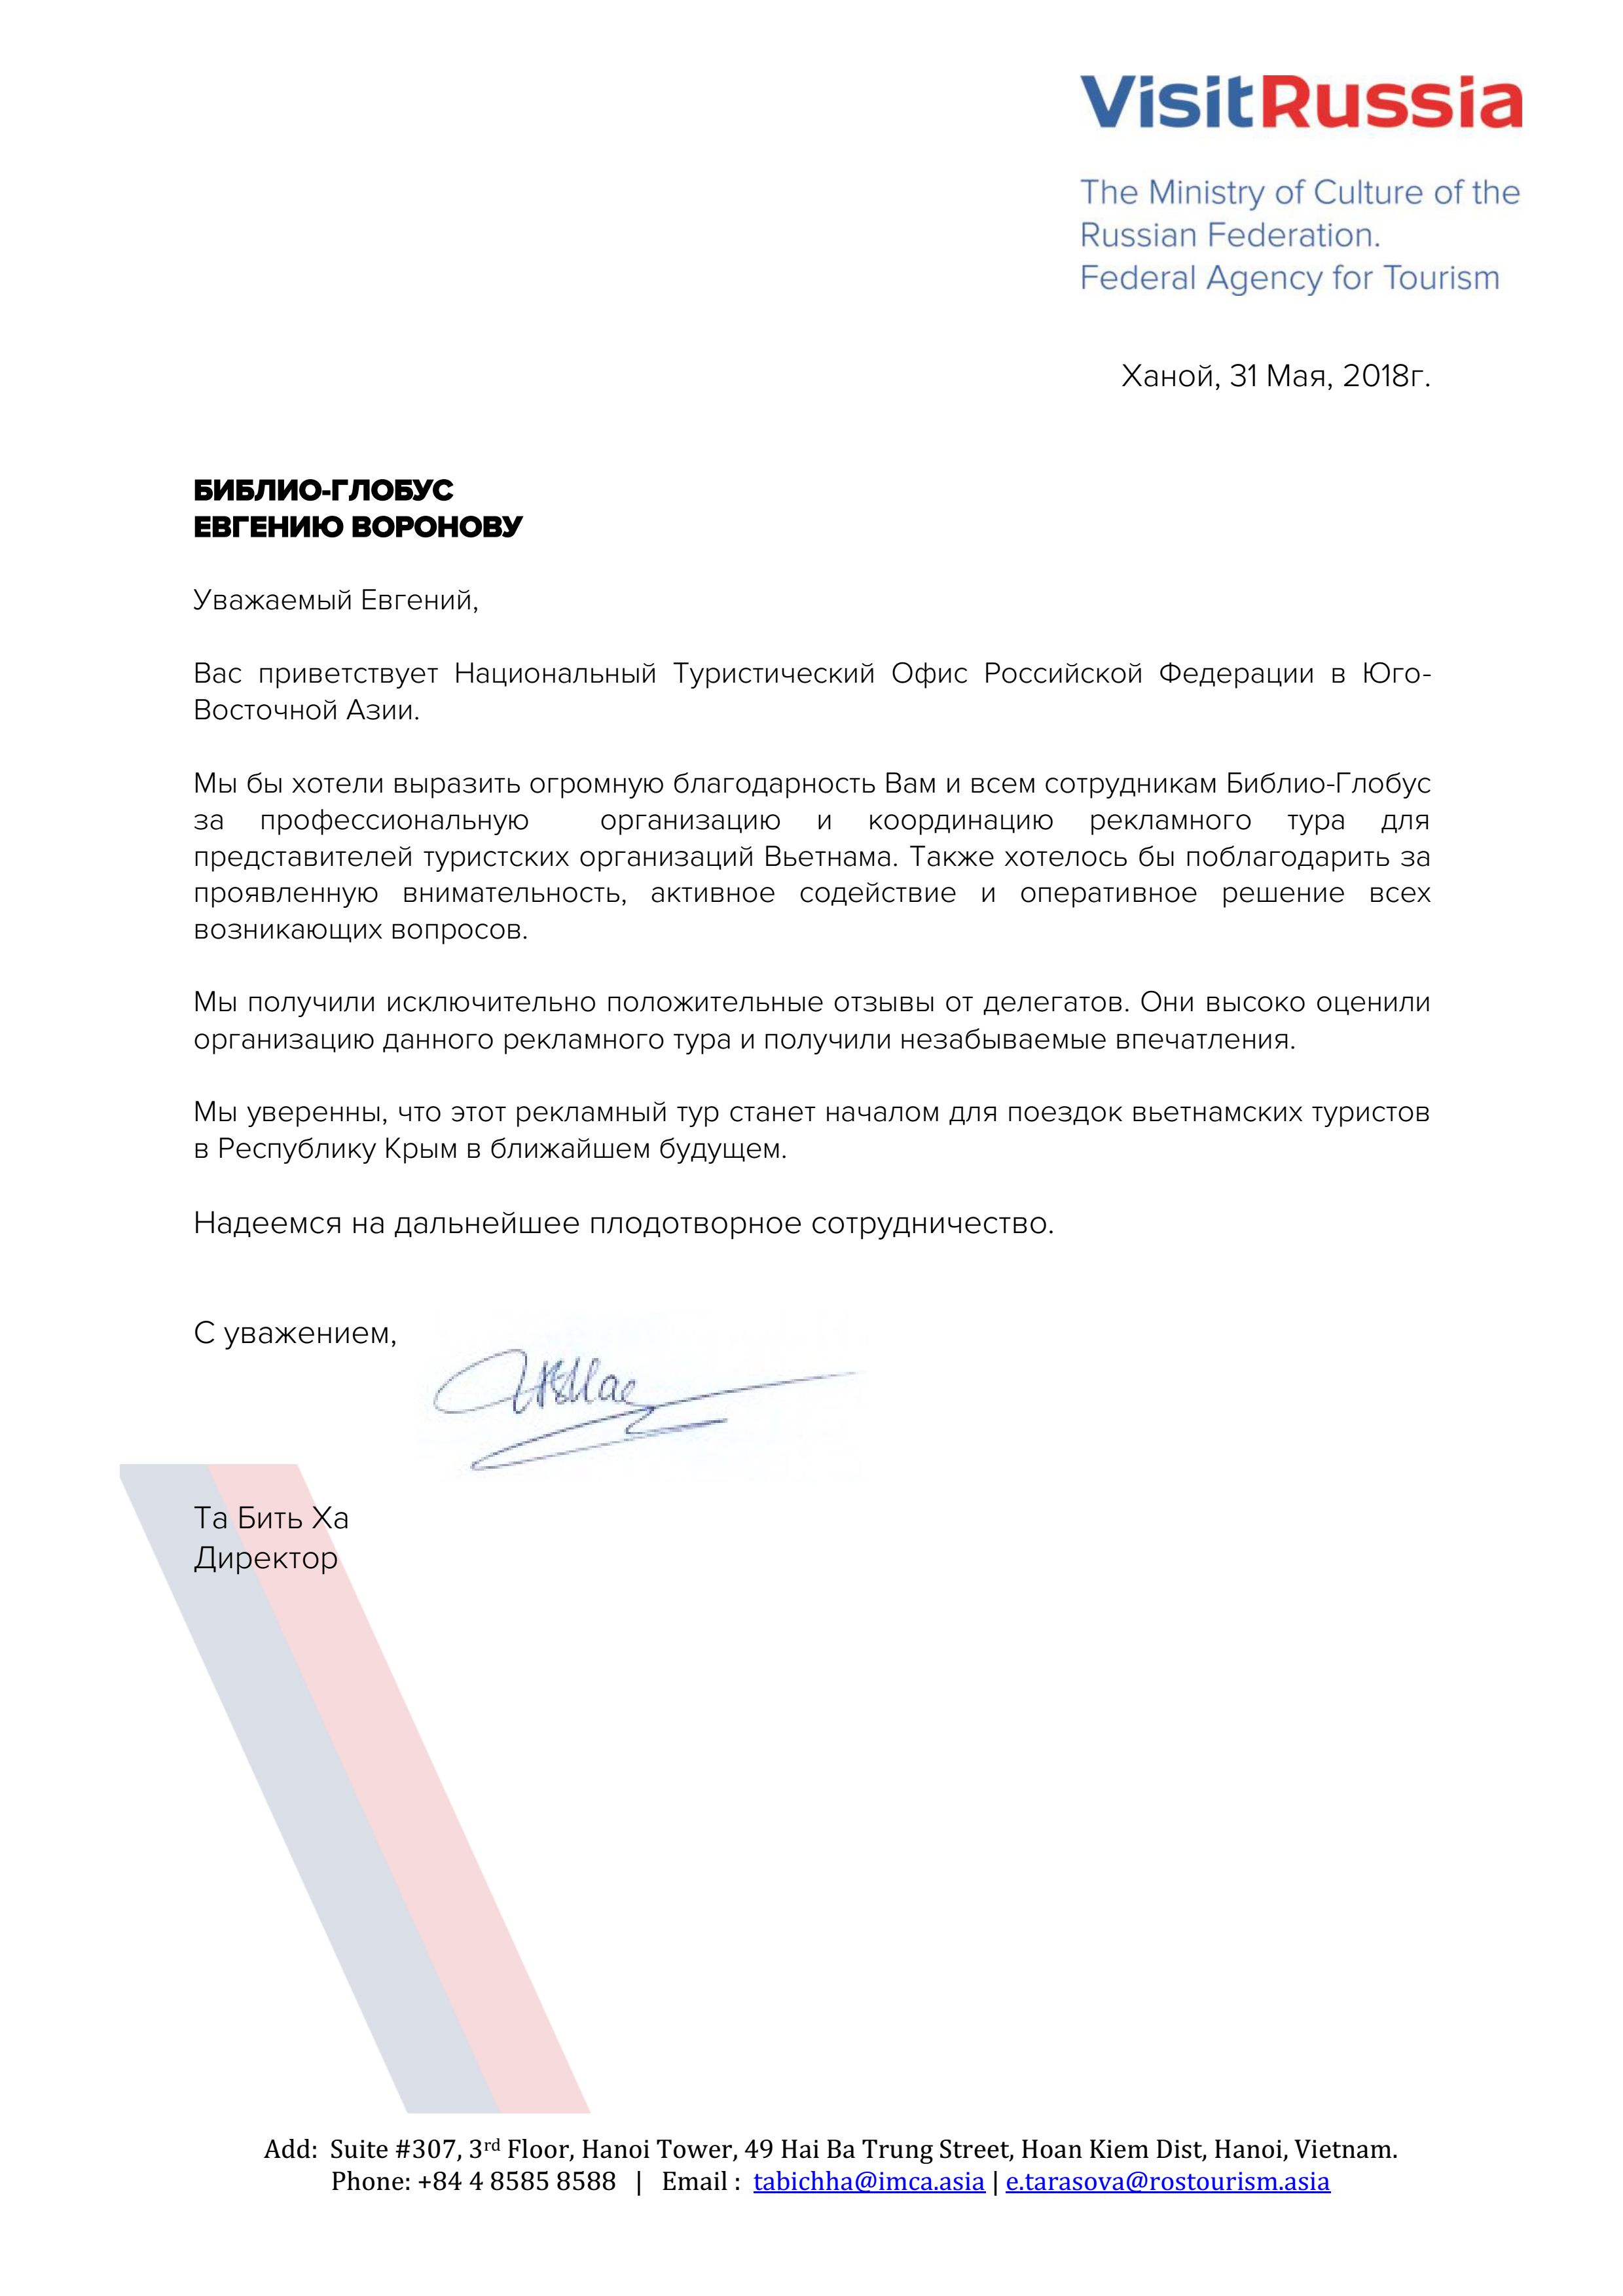 VisitRussia
The Ministry of Culture of the
Russian Federation.
Federal Agency for Tourism
Ханой, 31 Мая, 2018г.
БИБЛИО-ГЛОБУС
ЕВГЕНИЮ ВОРОНОВУ
Уважаемый Евгений,
Вас приветствует Национальный Туристический Офис Российской Федерации в Юго-
Восточной Азии.
Мы бы хотели выразить огромную благодарность Вам и всем сотрудникам Библио-Глобус
за профессиональную организацию и координацию рекламного тура для
представителей туристских организаций Вьетнама. Также хотелось бы поблагодарить за
проявленную внимательность, активное содействие и оперативное решение всех
возникающих вопросов.
Мы получили исключительно положительные отзывы от делегатов. Они высоко оценили
организацию данного рекламного тура и получили незабываемые впечатления.
Мы уверенны, что этот рекламный тур станет началом для поездок вьетнамских туристов
в Республику Крым в ближайшем будущем.
Надеемся на дальнейшее плодотворное сотрудничество.
С уважением,
Та Бить Ха
Директор
Add: Suite #307, 3rd Floor, Hanoi Tower, 49 Hai Ba Trung Street, Hoan Kiem Dist, Hanoi, Vietnam.
Phone: +84 4 8585 8588 | Email : tabichha@imca.asia | e.tarasova@rostourism.asia